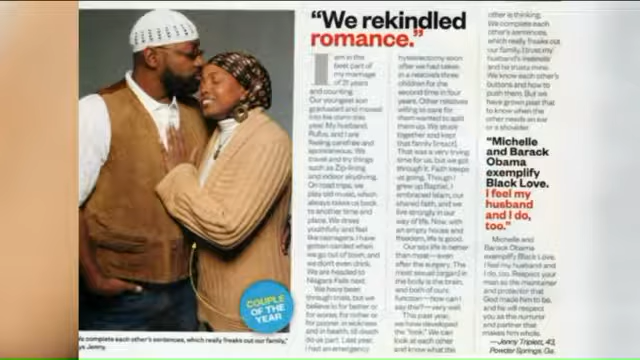 "We rekindled
romance."
I am in the
best part of
my marriage
of 21 years
and counting.
Our youngest son
graduated and moved
into his own this
year! My husband,
Rufus, and I are
feeling carefree and
spontaneous. We
travel and try things
such as Zip-lining
and indoor skydiving.
On road trips, we
play old music, which
always takes us back
to another time and
place. We dress
youthfully and feel
like teenagers. I have
gotten carded when
we go out of town, and
we don't even drink.
We are headed to
Niagara Falls next.
We have been
through trials, but we
believe in for better or
for worse, for richer or
for poorer, in sickness
and in health, till death
do us part. Last year,
I had an emergency
hysterectomy soon
after we had taken
in a relative's three
children for the
second time in four
years. Other relatives
willing to care for
them wanted to split
them up. We stuck
together and kept
that family intact.
That was a very trying
time for us, but we got
through it. Faith keeps
us going. Though I
grew up Baptist, I
embraced Islam, our
shared faith, and we
live strongly in our
way of life. Now, with
an empty house and
freedom, life is good.
Our sex life is better
than most—even
after the surgery. The
most sexual organ in
the body is the brain,
and both of ours
function—how can I
say this?—very well.
This past year,
we have developed
the "look." We can
look at each other
and know what the
other is thinking.
We complete each
other's sentences,
which really freaks out
our family. I trust my
husband's instincts
and he trusts mine.
We know each other's
buttons and how to
push them. But we
have grown past that
to know when the
other needs an ear
or a shoulder.
"Michelle
and Barack
Obama
exemplify
Black Love.
I feel my
husband
and I do,
too."
Michelle and
Barack Obama
exemplify Black Love.
I feel my husband and
I do, too. Respect your
man as the maintainer
and protector that
God made him to be,
and he will respect
you as the nurturer
and partner that
makes him whole.
—Jenny Triplett, 43,
Powder Springs, Ga.
COUPLE
OF THE
YEAR
complete each other's sentences, which really freaks out our family,"
Jenny.